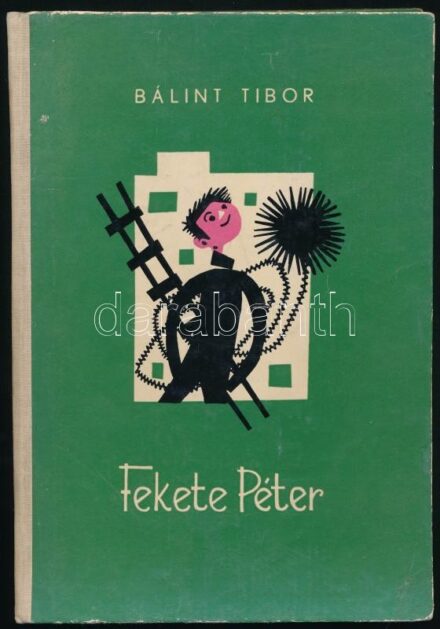 BÁLINT TIBOR
darabanth
Fekete Péter